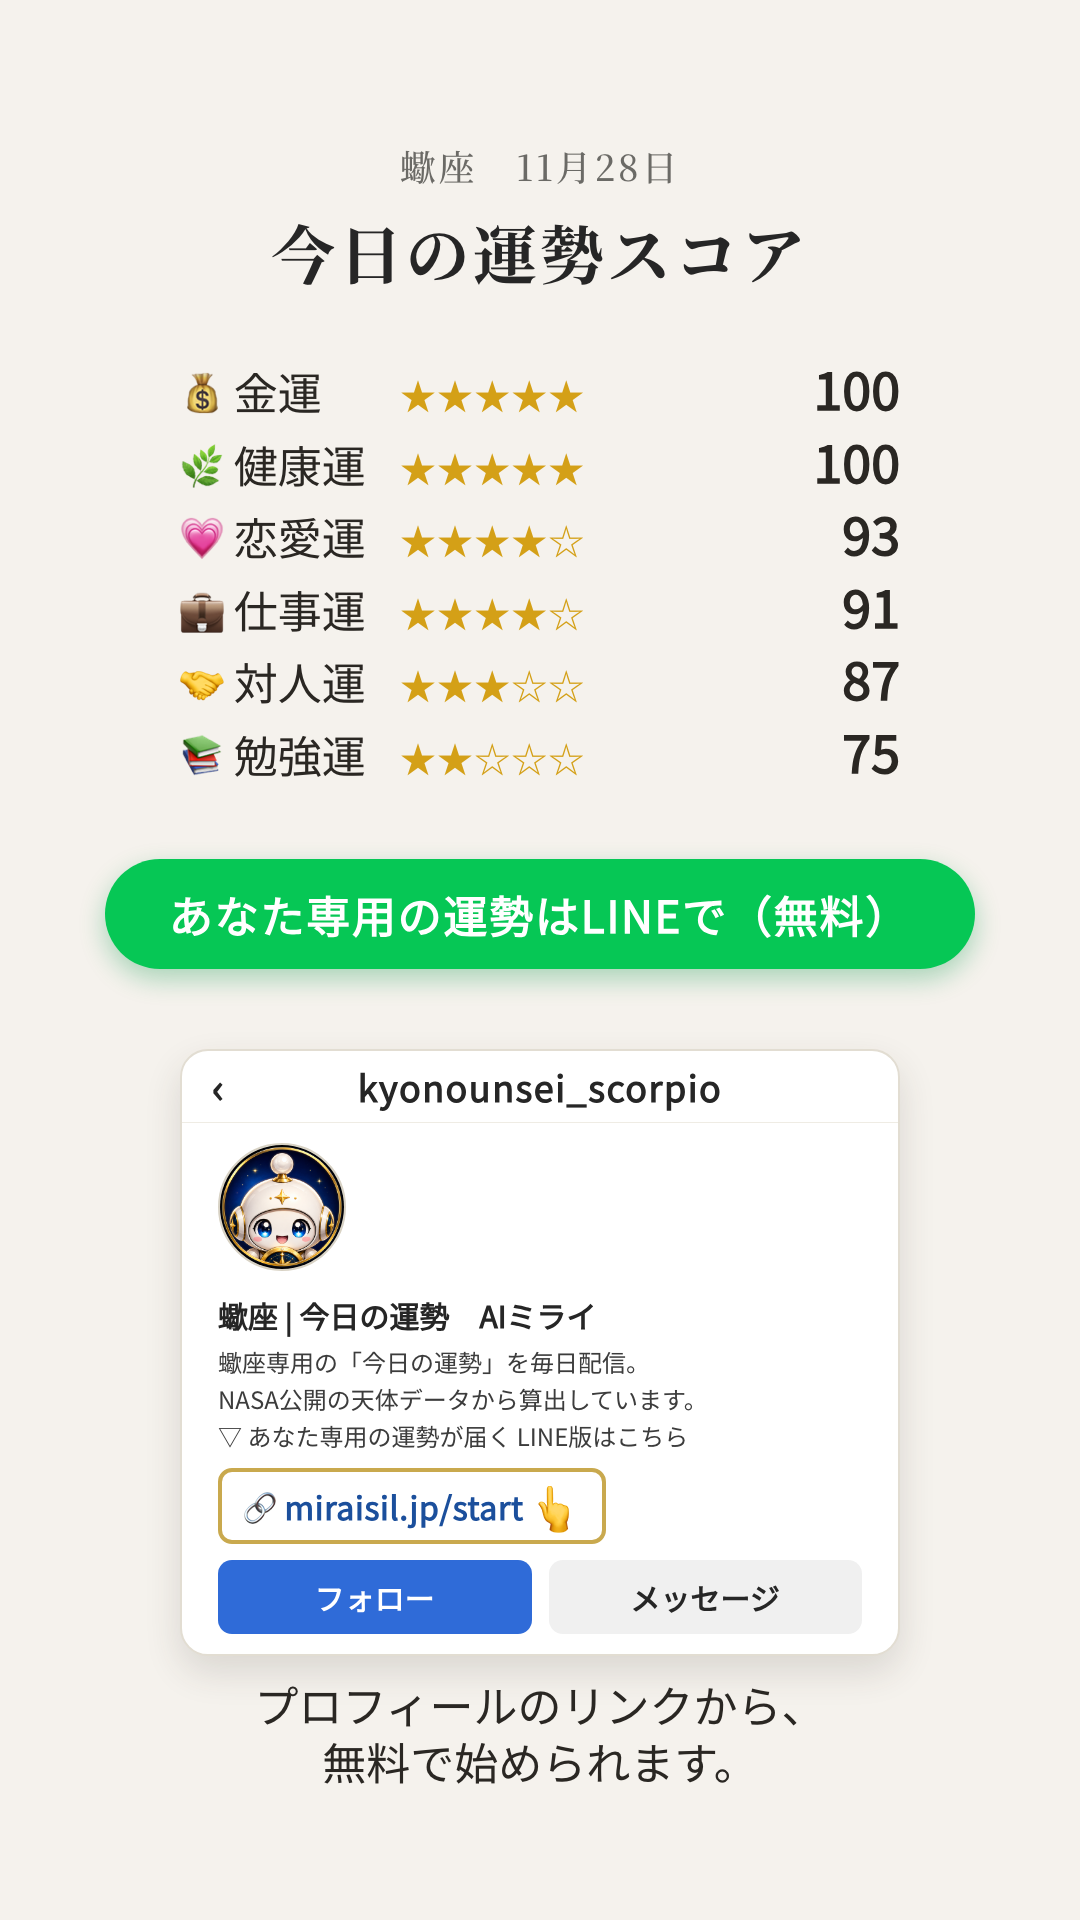 蠍座　11月28日
今日の運勢スコア
💰 金運 ★★★★★ 100
🌿 健康運 ★★★★★ 100
💗 恋愛運 ★★★★☆ 93
💼 仕事運 ★★★★☆ 91
🤝 対人運 ★★★☆☆ 87
📚 勉強運 ★★☆☆☆ 75
あなた専用の運勢はLINEで（無料）
‹ kyonounsei_scorpio
蠍座 | 今日の運勢　AIミライ
蠍座専用の「今日の運勢」を毎日配信。
NASA公開の天体データから算出しています。
▽ あなた専用の運勢が届く LINE版はこちら
🔗 miraisil.jp/start 👆
フォロー メッセージ
プロフィールのリンクから、
無料で始められます。